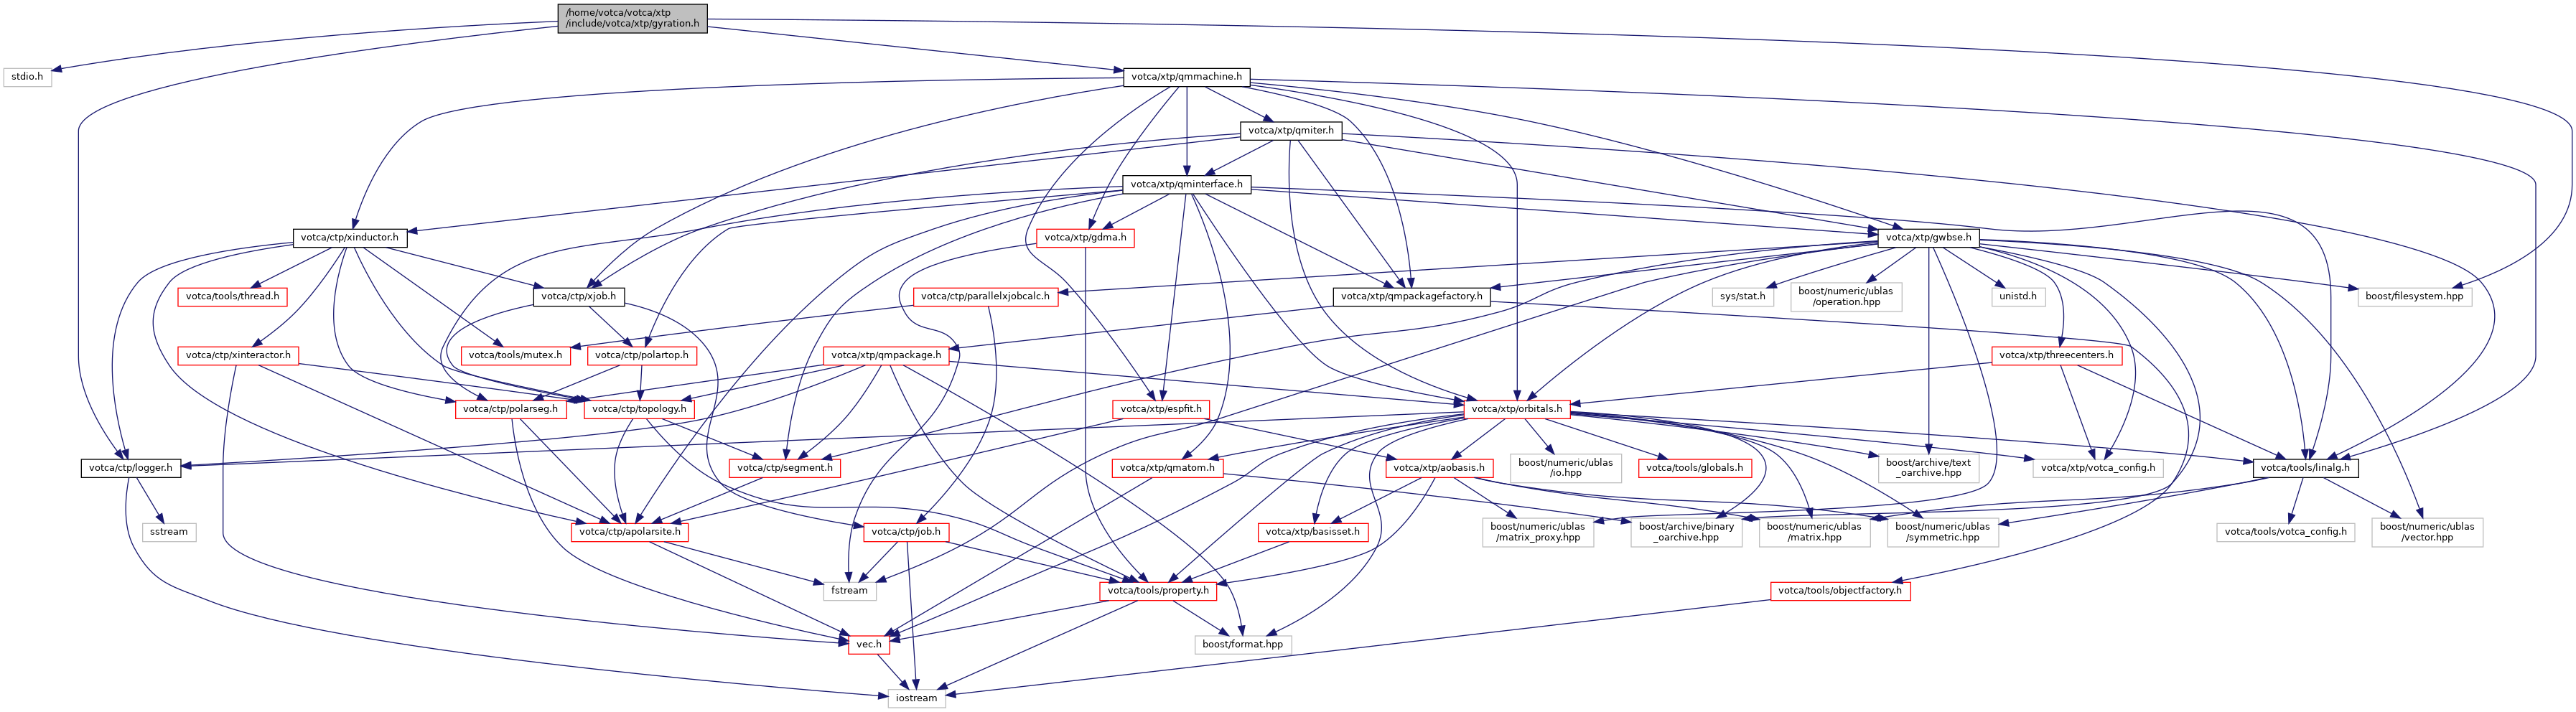 /home/votca/votca/xtp
/include/votca/xtp/gyration.h
stdio.h
votca/xtp/qmmachine.h
votca/xtp/qmiter.h
votca/xtp/qminterface.h
votca/ctp/xinductor.h
votca/xtp/gdma.h
votca/xtp/gwbse.h
votca/tools/thread.h
votca/ctp/xjob.h
votca/ctp/parallelxjobcalc.h
votca/xtp/qmpackagefactory.h
sys/stat.h
boost/numeric/ublas
/operation.hpp
unistd.h
boost/filesystem.hpp
votca/ctp/xinteractor.h
votca/tools/mutex.h
votca/ctp/polartop.h
votca/xtp/qmpackage.h
votca/xtp/threecenters.h
votca/ctp/polarseg.h
votca/ctp/topology.h
votca/xtp/espfit.h
votca/xtp/orbitals.h
votca/ctp/logger.h
votca/ctp/segment.h
votca/xtp/qmatom.h
votca/xtp/aobasis.h
boost/numeric/ublas
/io.hpp
votca/tools/globals.h
boost/archive/text
_oarchive.hpp
votca/xtp/votca_config.h
votca/tools/linalg.h
sstream
votca/ctp/apolarsite.h
votca/ctp/job.h
votca/xtp/basisset.h
boost/numeric/ublas
/matrix_proxy.hpp
boost/archive/binary
_oarchive.hpp
boost/numeric/ublas
/matrix.hpp
boost/numeric/ublas
/symmetric.hpp
votca/tools/votca_config.h
boost/numeric/ublas
/vector.hpp
fstream
votca/tools/property.h
votca/tools/objectfactory.h
vec.h
boost/format.hpp
iostream